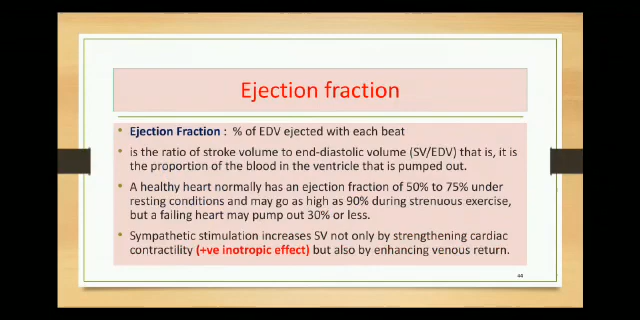 Ejection fraction
• Ejection Fraction : % of EDV ejected with each beat
• is the ratio of stroke volume to end-diastolic volume (SV/EDV) that is, it is
the proportion of the blood in the ventricle that is pumped out.
• A healthy heart normally has an ejection fraction of 50% to 75% under
resting conditions and may go as high as 90% during strenuous exercise,
but a failing heart may pump out 30% or less.
• Sympathetic stimulation increases SV not only by strengthening cardiac
contractility (+ve inotropic effect) but also by enhancing venous return.
44